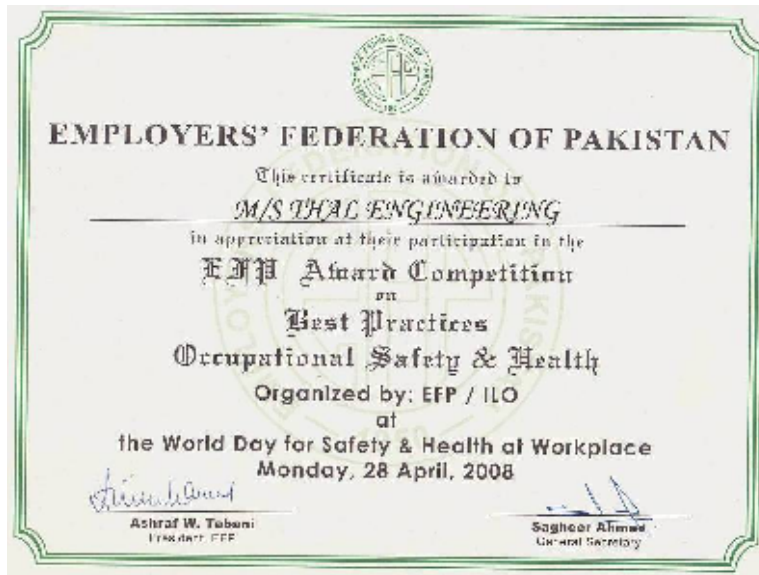 EMPLOYERS' FEDERATION OF PAKISTAN
This certificate is awarded to
M/S THAL ENGINEERING
in appreciation of their participation in the
EFP Award Competition
on
Best Practices
Occupational Safety & Health
Organized by: EFP / ILO
at
the World Day for Safety & Health at Workplace
Monday, 28 April, 2008
Ashraf W. Tabani
President EFP
Sagheer Ahmed
General Secretary